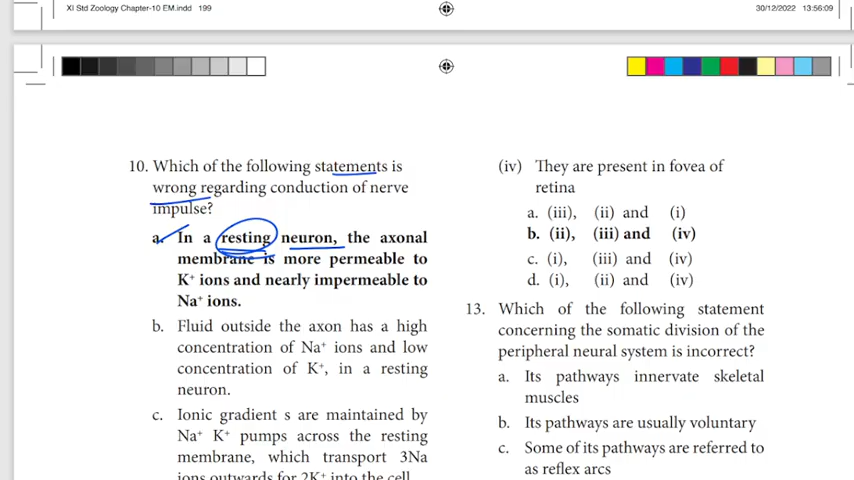 XI Std Zoology Chapter-10 EM.indd 199
30/12/2022 13:56:09
10. Which of the following statements is
wrong regarding conduction of nerve
impulse?
a. In a resting neuron, the axonal
membrane is more permeable to
K⁺ ions and nearly impermeable to
Na⁺ ions.
b. Fluid outside the axon has a high
concentration of Na⁺ ions and low
concentration of K⁺, in a resting
neuron.
c. Ionic gradient s are maintained by
Na⁺ K⁺ pumps across the resting
membrane, which transport 3Na
ions outwards for 2K⁺ into the cell
(iv) They are present in fovea of
retina
a. (iii), (ii) and (i)
b. (ii), (iii) and (iv)
c. (i), (iii) and (iv)
d. (i), (ii) and (iv)
13. Which of the following statement
concerning the somatic division of the
peripheral neural system is incorrect?
a. Its pathways innervate skeletal
muscles
b. Its pathways are usually voluntary
c. Some of its pathways are referred to
as reflex arcs